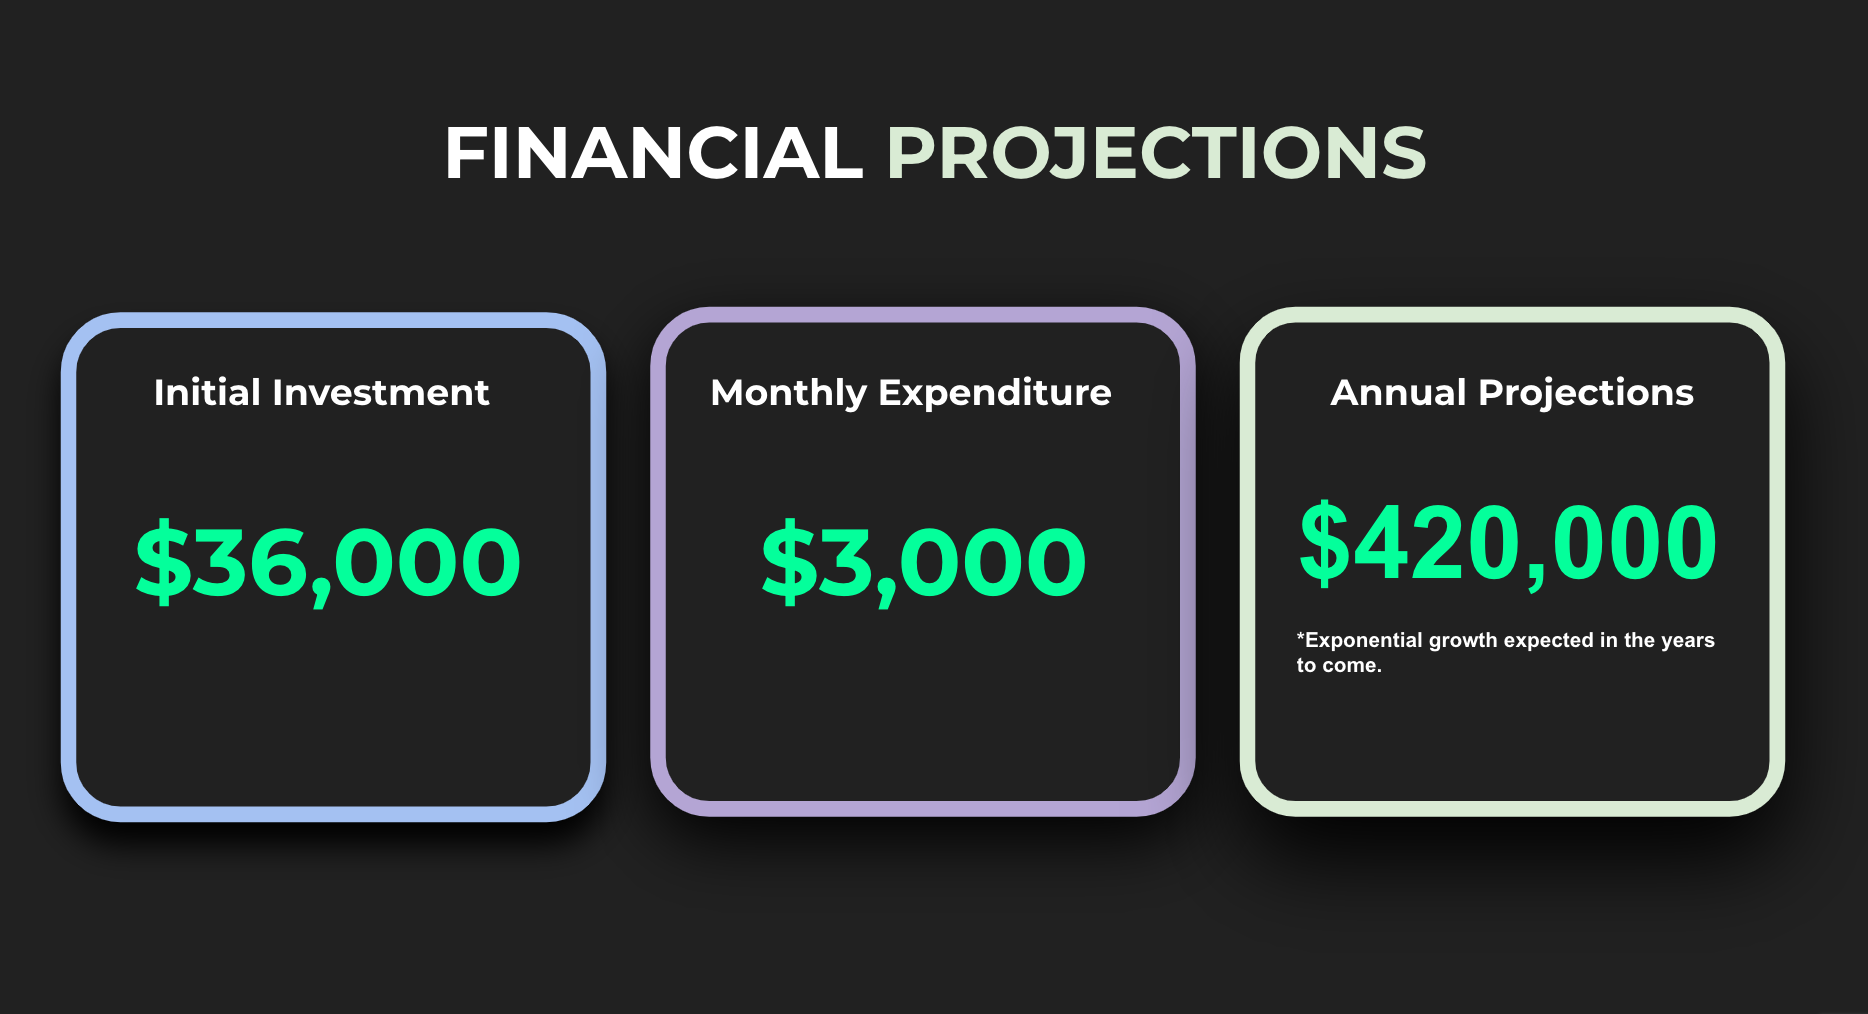 FINANCIAL PROJECTIONS
Initial Investment
$36,000
Monthly Expenditure
$3,000
Annual Projections
$420,000
*Exponential growth expected in the years
to come.